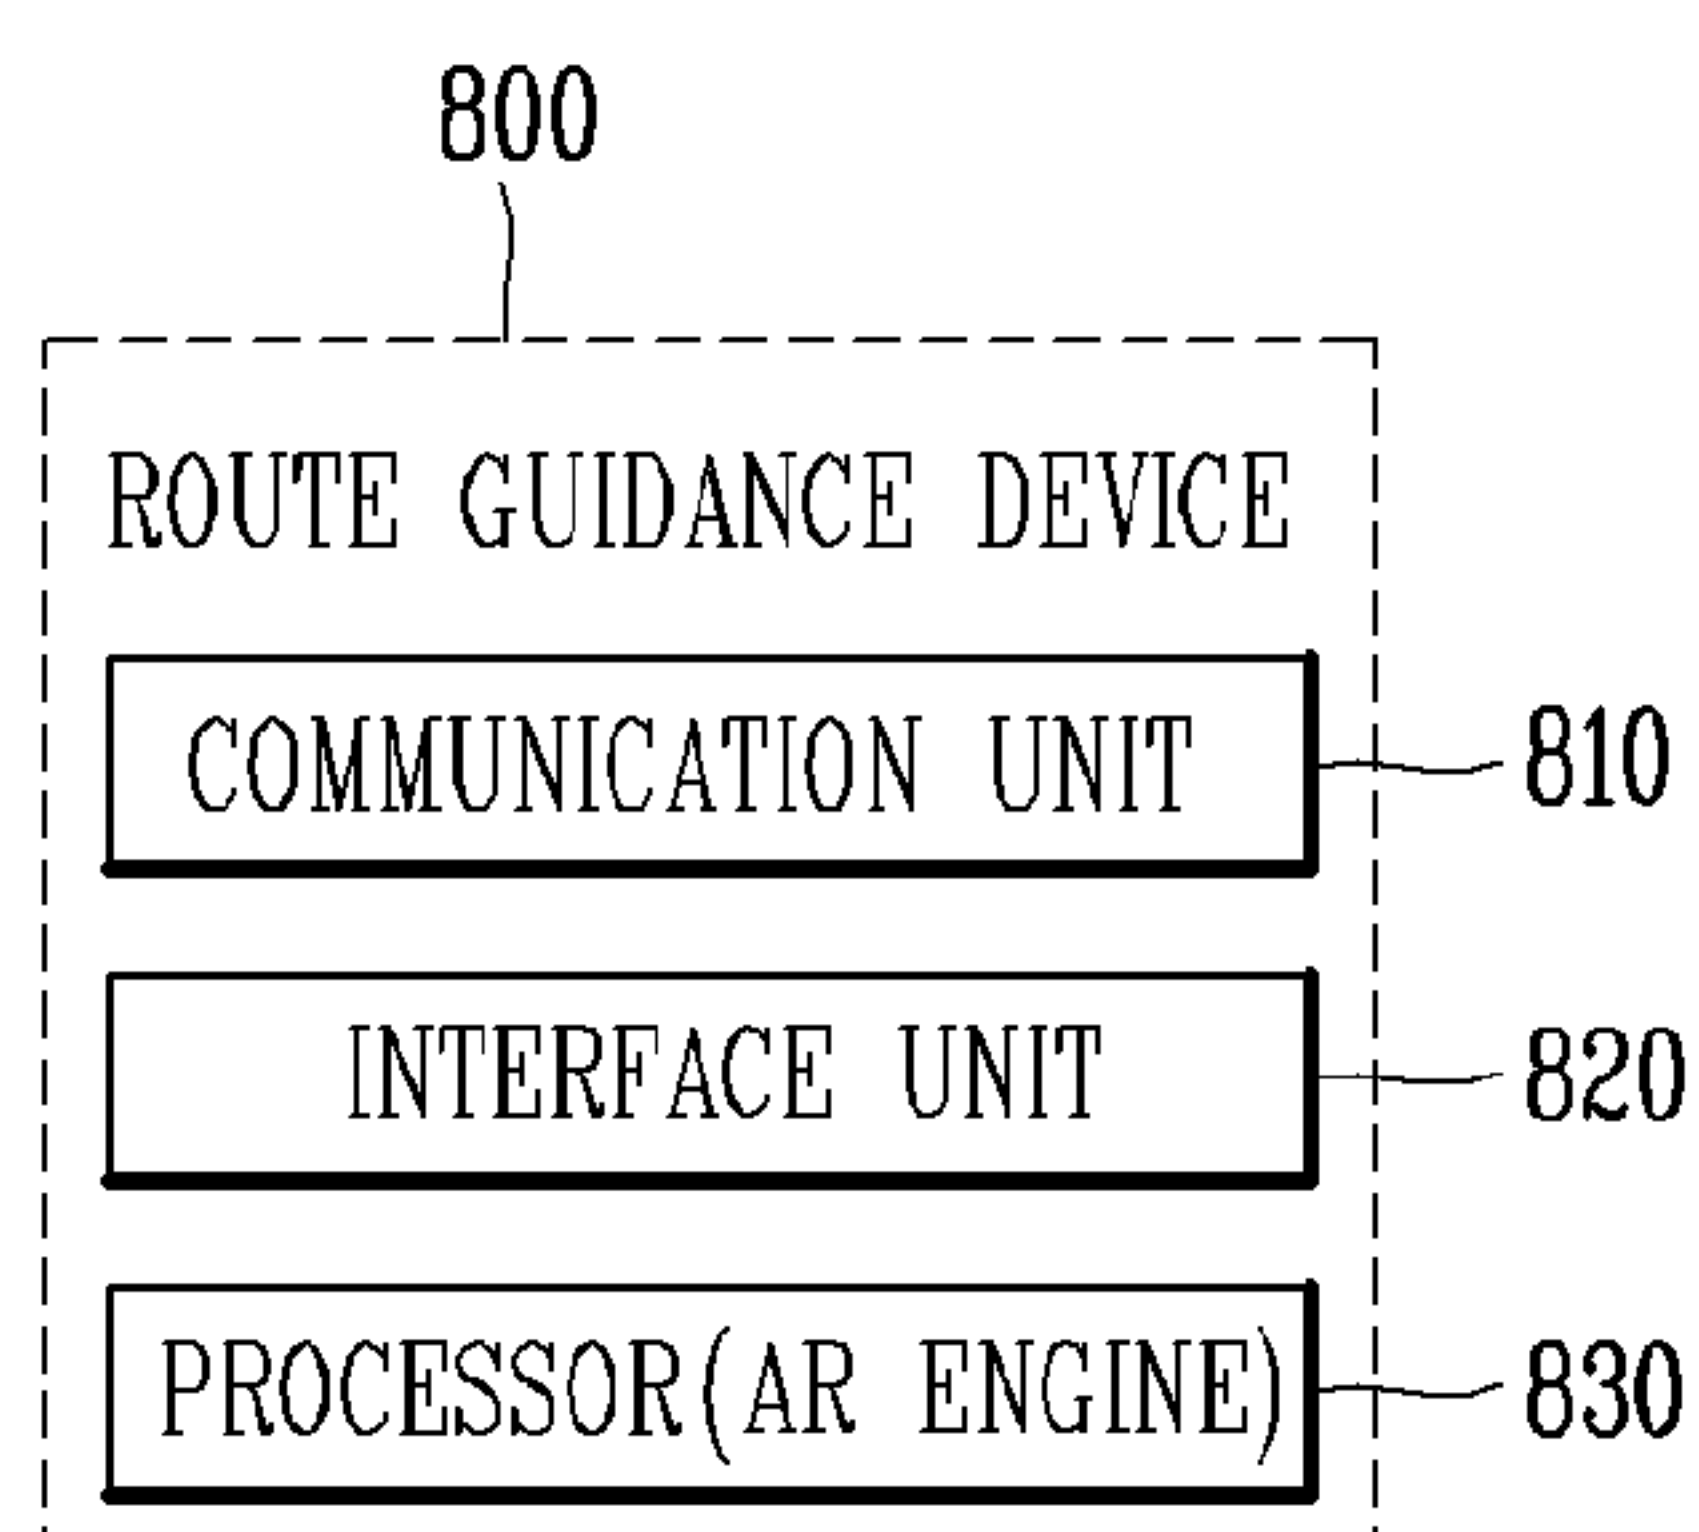 800
ROUTE GUIDANCE DEVICE
COMMUNICATION UNIT 810
INTERFACE UNIT 820
PROCESSOR(AR ENGINE) 830